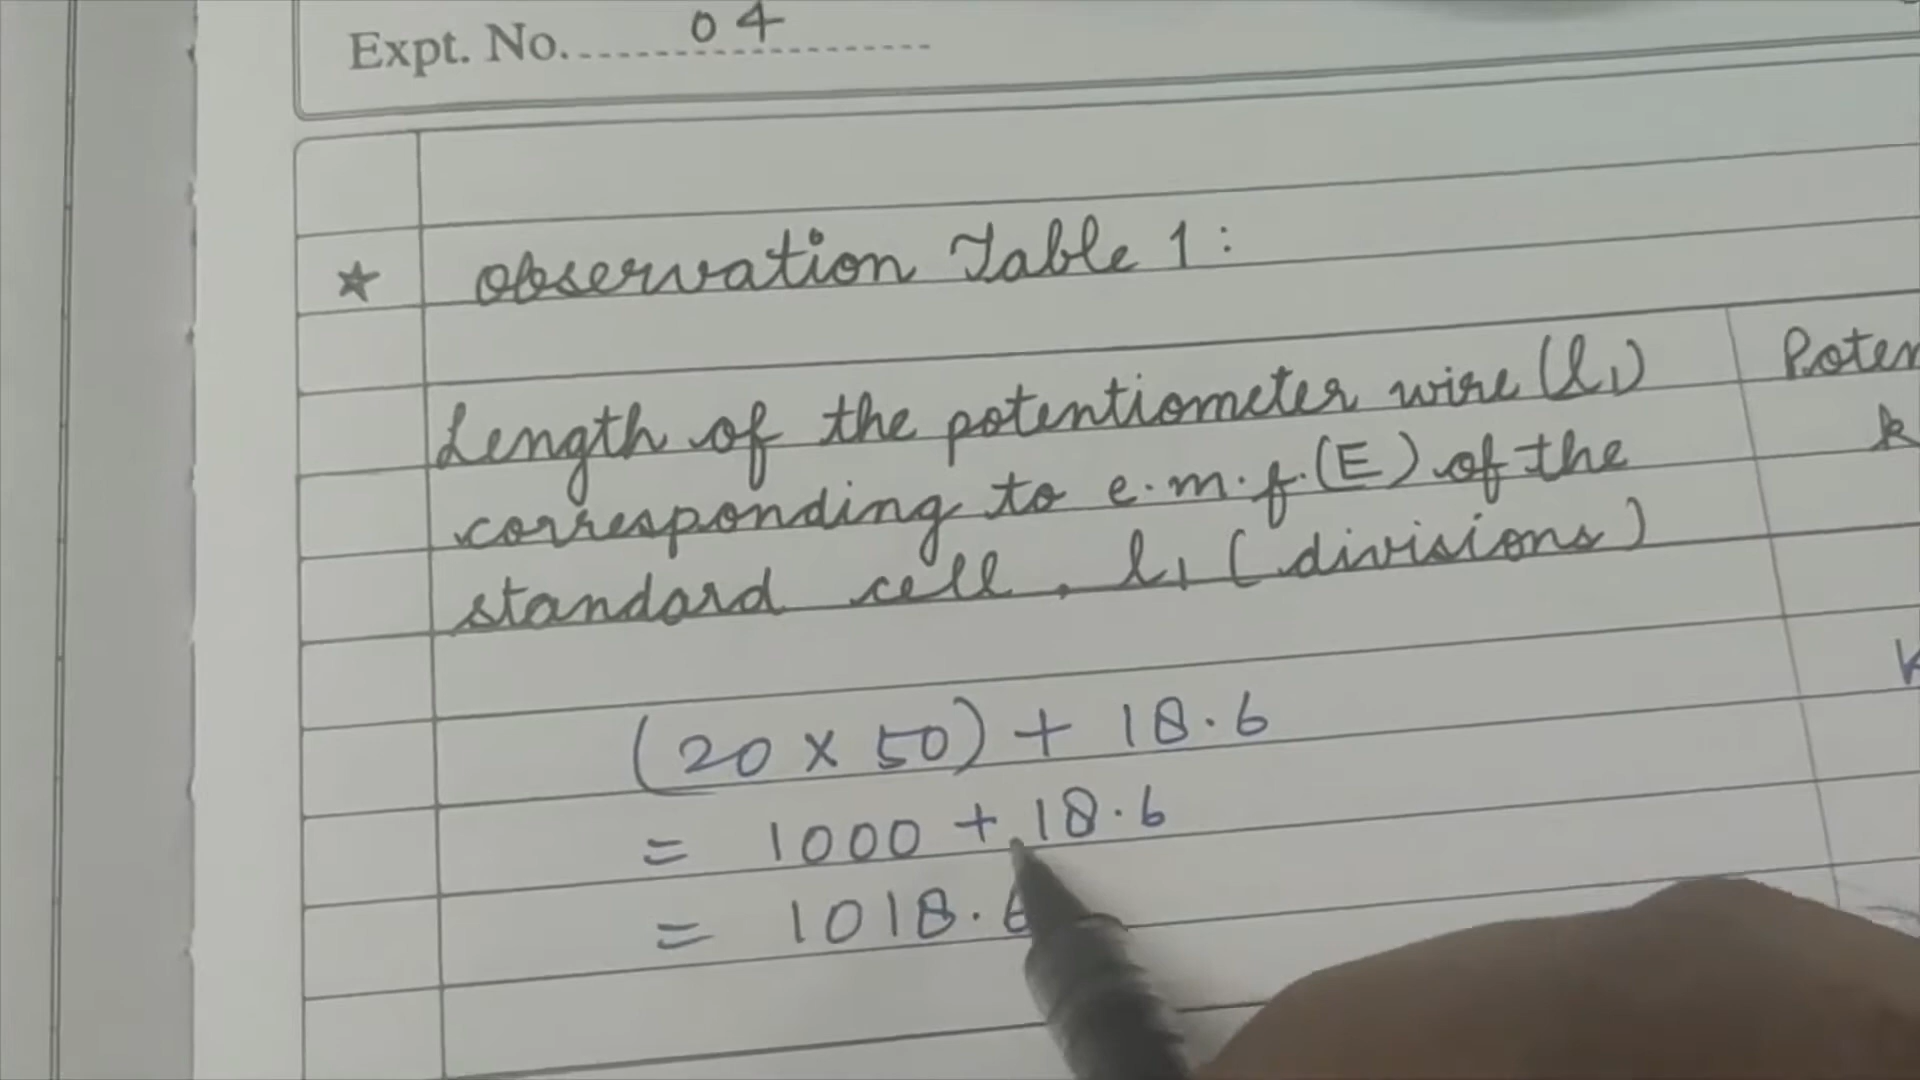 Expt. No. 04
★ Observation Table 1 :
Length of the potentiometer wire (l₁)
corresponding to e.m.f. (E) of the
standard cell . l₁ (divisions)
k
(20 × 50) + 18.6
= 1000 + 18.6
= 1018.6